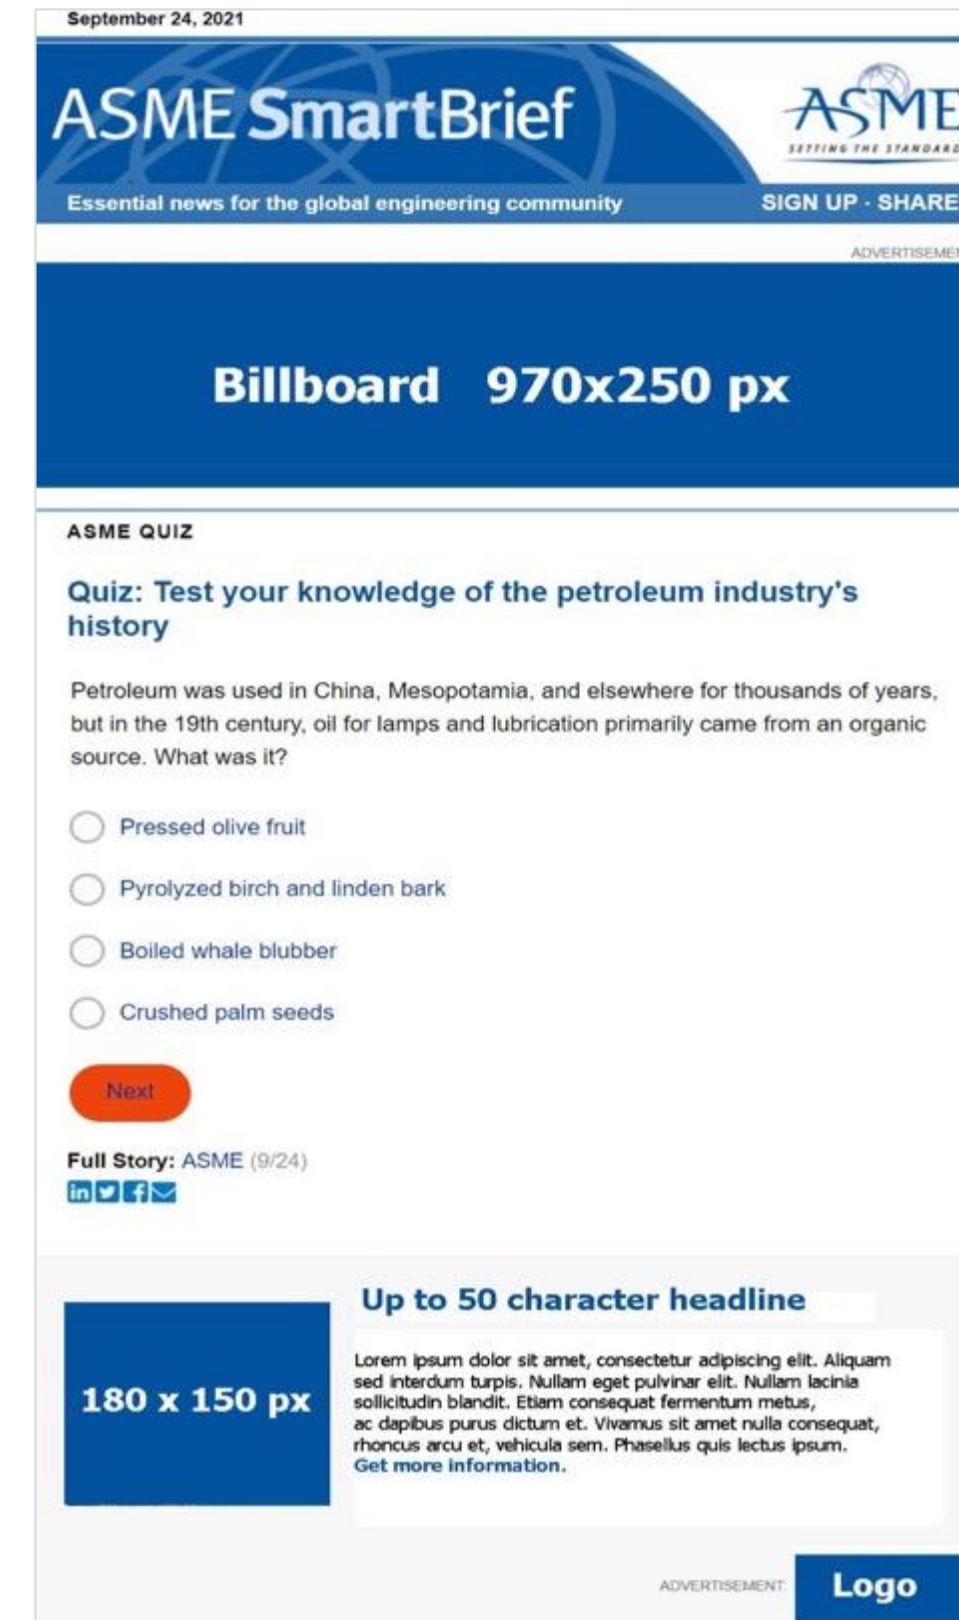 September 24, 2021
ASME SmartBrief
ASME
SETTING THE STANDARD
Essential news for the global engineering community
SIGN UP · SHARE
ADVERTISEMEN
Billboard 970x250 px
ASME QUIZ
Quiz: Test your knowledge of the petroleum industry's
history
Petroleum was used in China, Mesopotamia, and elsewhere for thousands of years,
but in the 19th century, oil for lamps and lubrication primarily came from an organic
source. What was it?
Pressed olive fruit
Pyrolyzed birch and linden bark
Boiled whale blubber
Crushed palm seeds
Next
Full Story: ASME (9/24)
in
f
Up to 50 character headline
180 x 150 px
Lorem ipsum dolor sit amet, consectetur adipiscing elit. Aliquam
sed interdum turpis. Nullam eget pulvinar elit. Nullam lacinia
sollicitudin blandit. Etiam consequat fermentum metus,
ac dapibus purus dictum et. Vivamus sit amet nulla consequat,
rhoncus arcu et, vehicula sem. Phasellus quis lectus ipsum.
Get more information.
ADVERTISEMENT:
Logo